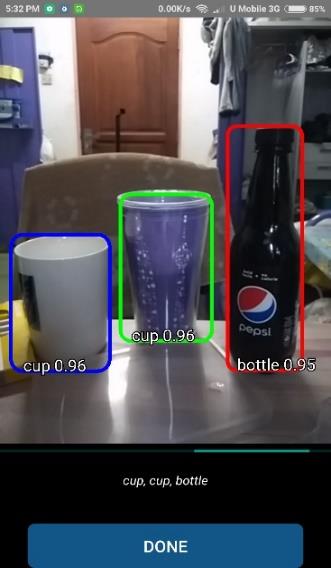 5:32 PM 0.00K/s U Mobile 3G 85%
pepsi
cup 0.96
cup 0.96
bottle 0.95
cup, cup, bottle
DONE